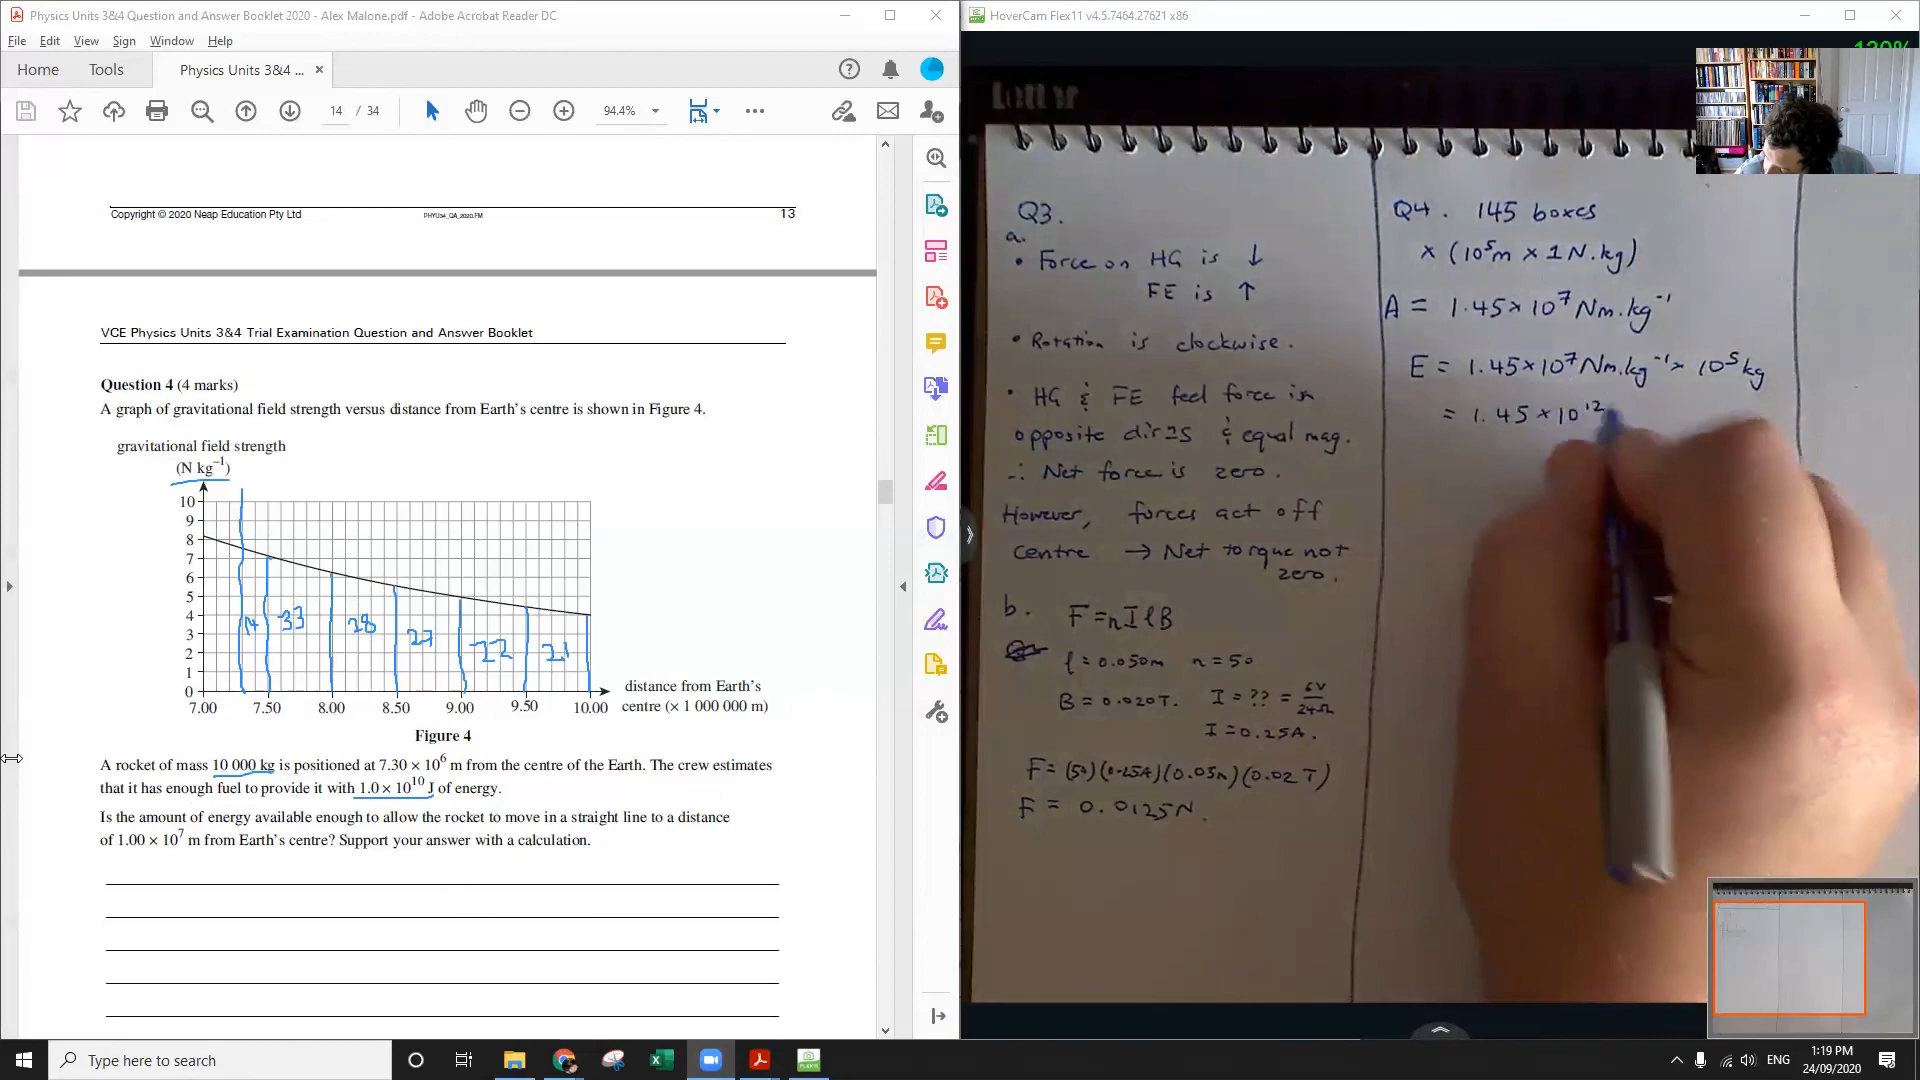 Physics Units 3&4 Trial Examination Question and Answer Booklet 2020 - Alex Malone.pdf - Adobe Acrobat Reader DC
File Edit View Sign Window Help
Home Tools Physics Units 3&4 ... ×
14 / 34 94.4%
Copyright © 2020 Neap Education Pty Ltd PHYU34_QA_2020.FM 13
VCE Physics Units 3&4 Trial Examination Question and Answer Booklet
Question 4 (4 marks)
A graph of gravitational field strength versus distance from Earth's centre is shown in Figure 4.
gravitational field strength
(N kg⁻¹)
10
9
8
7
6
5
4
3
2
1
0
14 33 28 27 22 21
7.00 7.50 8.00 8.50 9.00 9.50 10.00
distance from Earth's
centre (× 1 000 000 m)
Figure 4
A rocket of mass 10 000 kg is positioned at 7.30 × 10⁶ m from the centre of the Earth. The crew estimates
that it has enough fuel to provide it with 1.0 × 10¹⁰ J of energy.
Is the amount of energy available enough to allow the rocket to move in a straight line to a distance
of 1.00 × 10⁷ m from Earth's centre? Support your answer with a calculation.
HoverCam Flex11 v4.5.7464.27621 x86
Q3.
a.
• Force on HG is ↓
FE is ↑
• Rotation is clockwise.
• HG & FE feel force in
opposite dir⁼s & equal mag.
∴ Net force is zero.
However, forces act off
centre → Net torque not
zero.
b. F = nIlB
l = 0.050m n = 50
B = 0.020T. I = ?? = 6V/24Ω
I = 0.25A.
F = (50)(0.25A)(0.05m)(0.02T)
F = 0.0125N.
Q4. 145 boxes
× (10⁵m × 1N.kg)
A = 1.45×10⁷ Nm.kg⁻¹
E = 1.45×10⁷ Nm.kg⁻¹ × 10⁵kg
= 1.45×10¹²
Type here to search
ENG
1:19 PM
24/09/2020